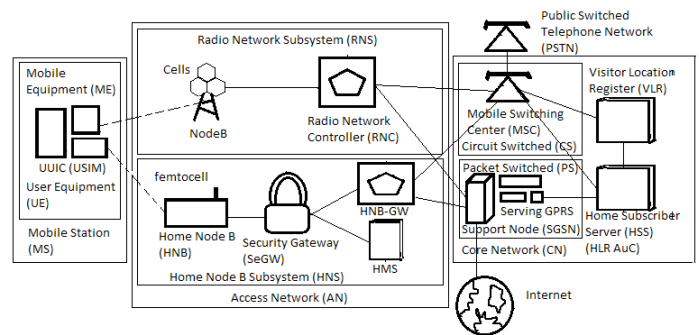 Public Switched
Telephone Network
(PSTN)
Radio Network Subsystem (RNS)
Mobile
Equipment (ME)
Cells
Visitor Location
Register (VLR)
NodeB
Radio Network
Controller (RNC)
Mobile Switching
Center (MSC)
Circuit Switched (CS)
UUIC (USIM)
User Equipment
(UE)
Mobile Station
(MS)
femtocell
Packet Switched (PS)
HNB-GW
Serving GPRS
Support Node (SGSN)
Home Subscriber
Server (HSS)
(HLR AuC)
Home Node B
(HNB)
Security Gateway
(SeGW)
HMS
Core Network (CN)
Home Node B Subsystem (HNS)
Access Network (AN)
Internet